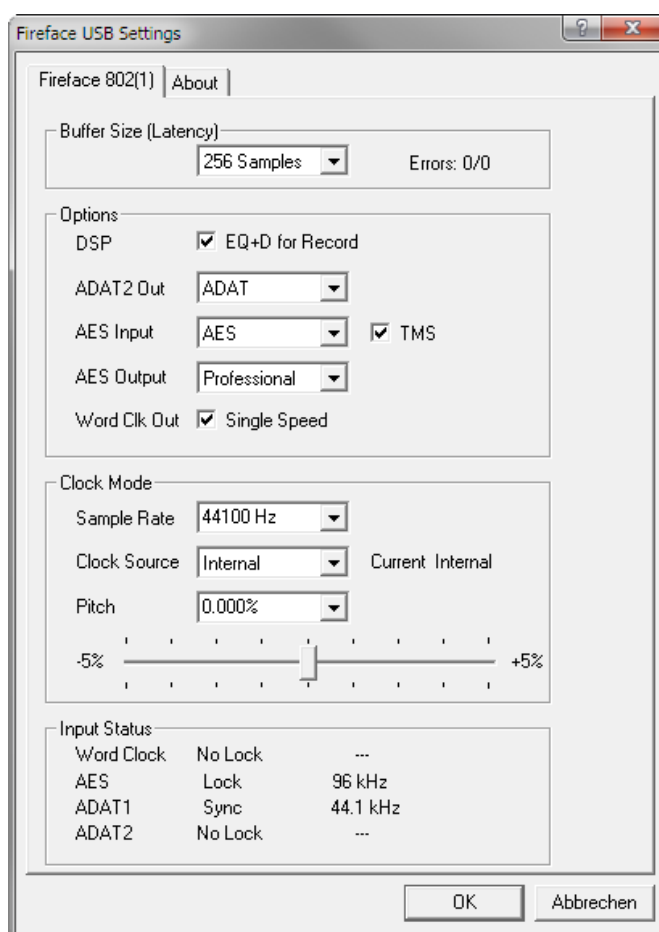 Fireface USB Settings
Fireface 802(1) About
Buffer Size (Latency)
256 Samples Errors: 0/0
Options
DSP EQ+D for Record
ADAT2 Out ADAT
AES Input AES TMS
AES Output Professional
Word Clk Out Single Speed
Clock Mode
Sample Rate 44100 Hz
Clock Source Internal Current Internal
Pitch 0.000%
-5% +5%
Input Status
Word Clock No Lock ---
AES Lock 96 kHz
ADAT1 Sync 44.1 kHz
ADAT2 No Lock ---
OK Abbrechen